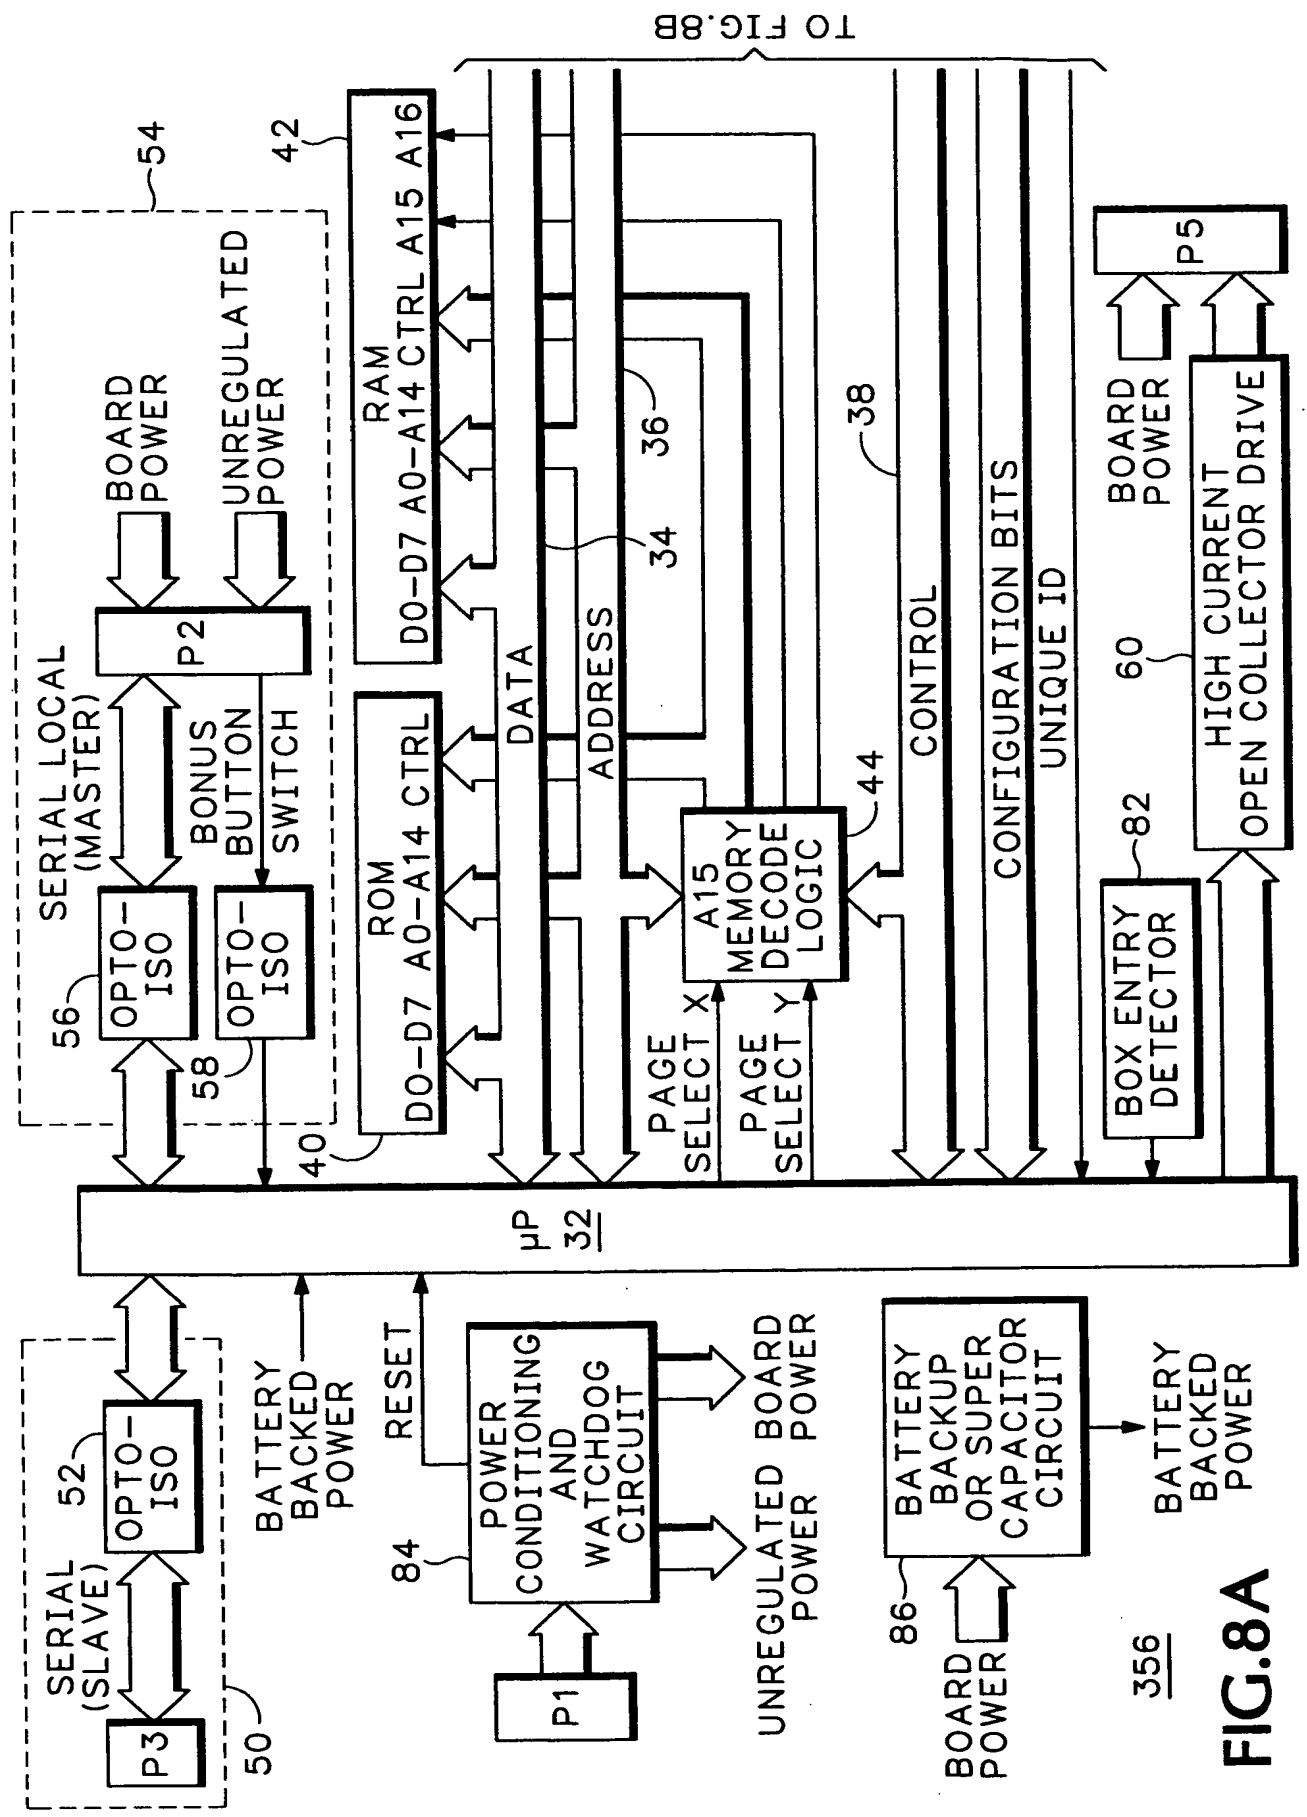 SERIAL
(SLAVE)
P3
52
OPTO-
ISO
50
BATTERY
BACKED
POWER
RESET
84
POWER
CONDITIONING
AND
WATCHDOG
CIRCUIT
P1
UNREGULATED
POWER
BOARD
POWER
86
BATTERY
BACKUP
OR SUPER
CAPACITOR
CIRCUIT
BOARD
POWER
BATTERY
BACKED
POWER
µP
32
54
SERIAL LOCAL
(MASTER)
56
OPTO-
ISO
58
OPTO-
ISO
BONUS
BUTTON
SWITCH
P2
BOARD
POWER
UNREGULATED
POWER
40
ROM
DO-D7 A0-A14 CTRL
42
RAM
DO-D7 A0-A14 CTRL A15 A16
DATA
34
ADDRESS
36
PAGE
SELECT X
PAGE
SELECT Y
A15
MEMORY
DECODE
LOGIC
44
CONTROL
38
CONFIGURATION BITS
UNIQUE ID
TO FIG.8B
BOX ENTRY
DETECTOR
82
60
HIGH CURRENT
OPEN COLLECTOR DRIVE
BOARD
POWER
P5
356
FIG.8A